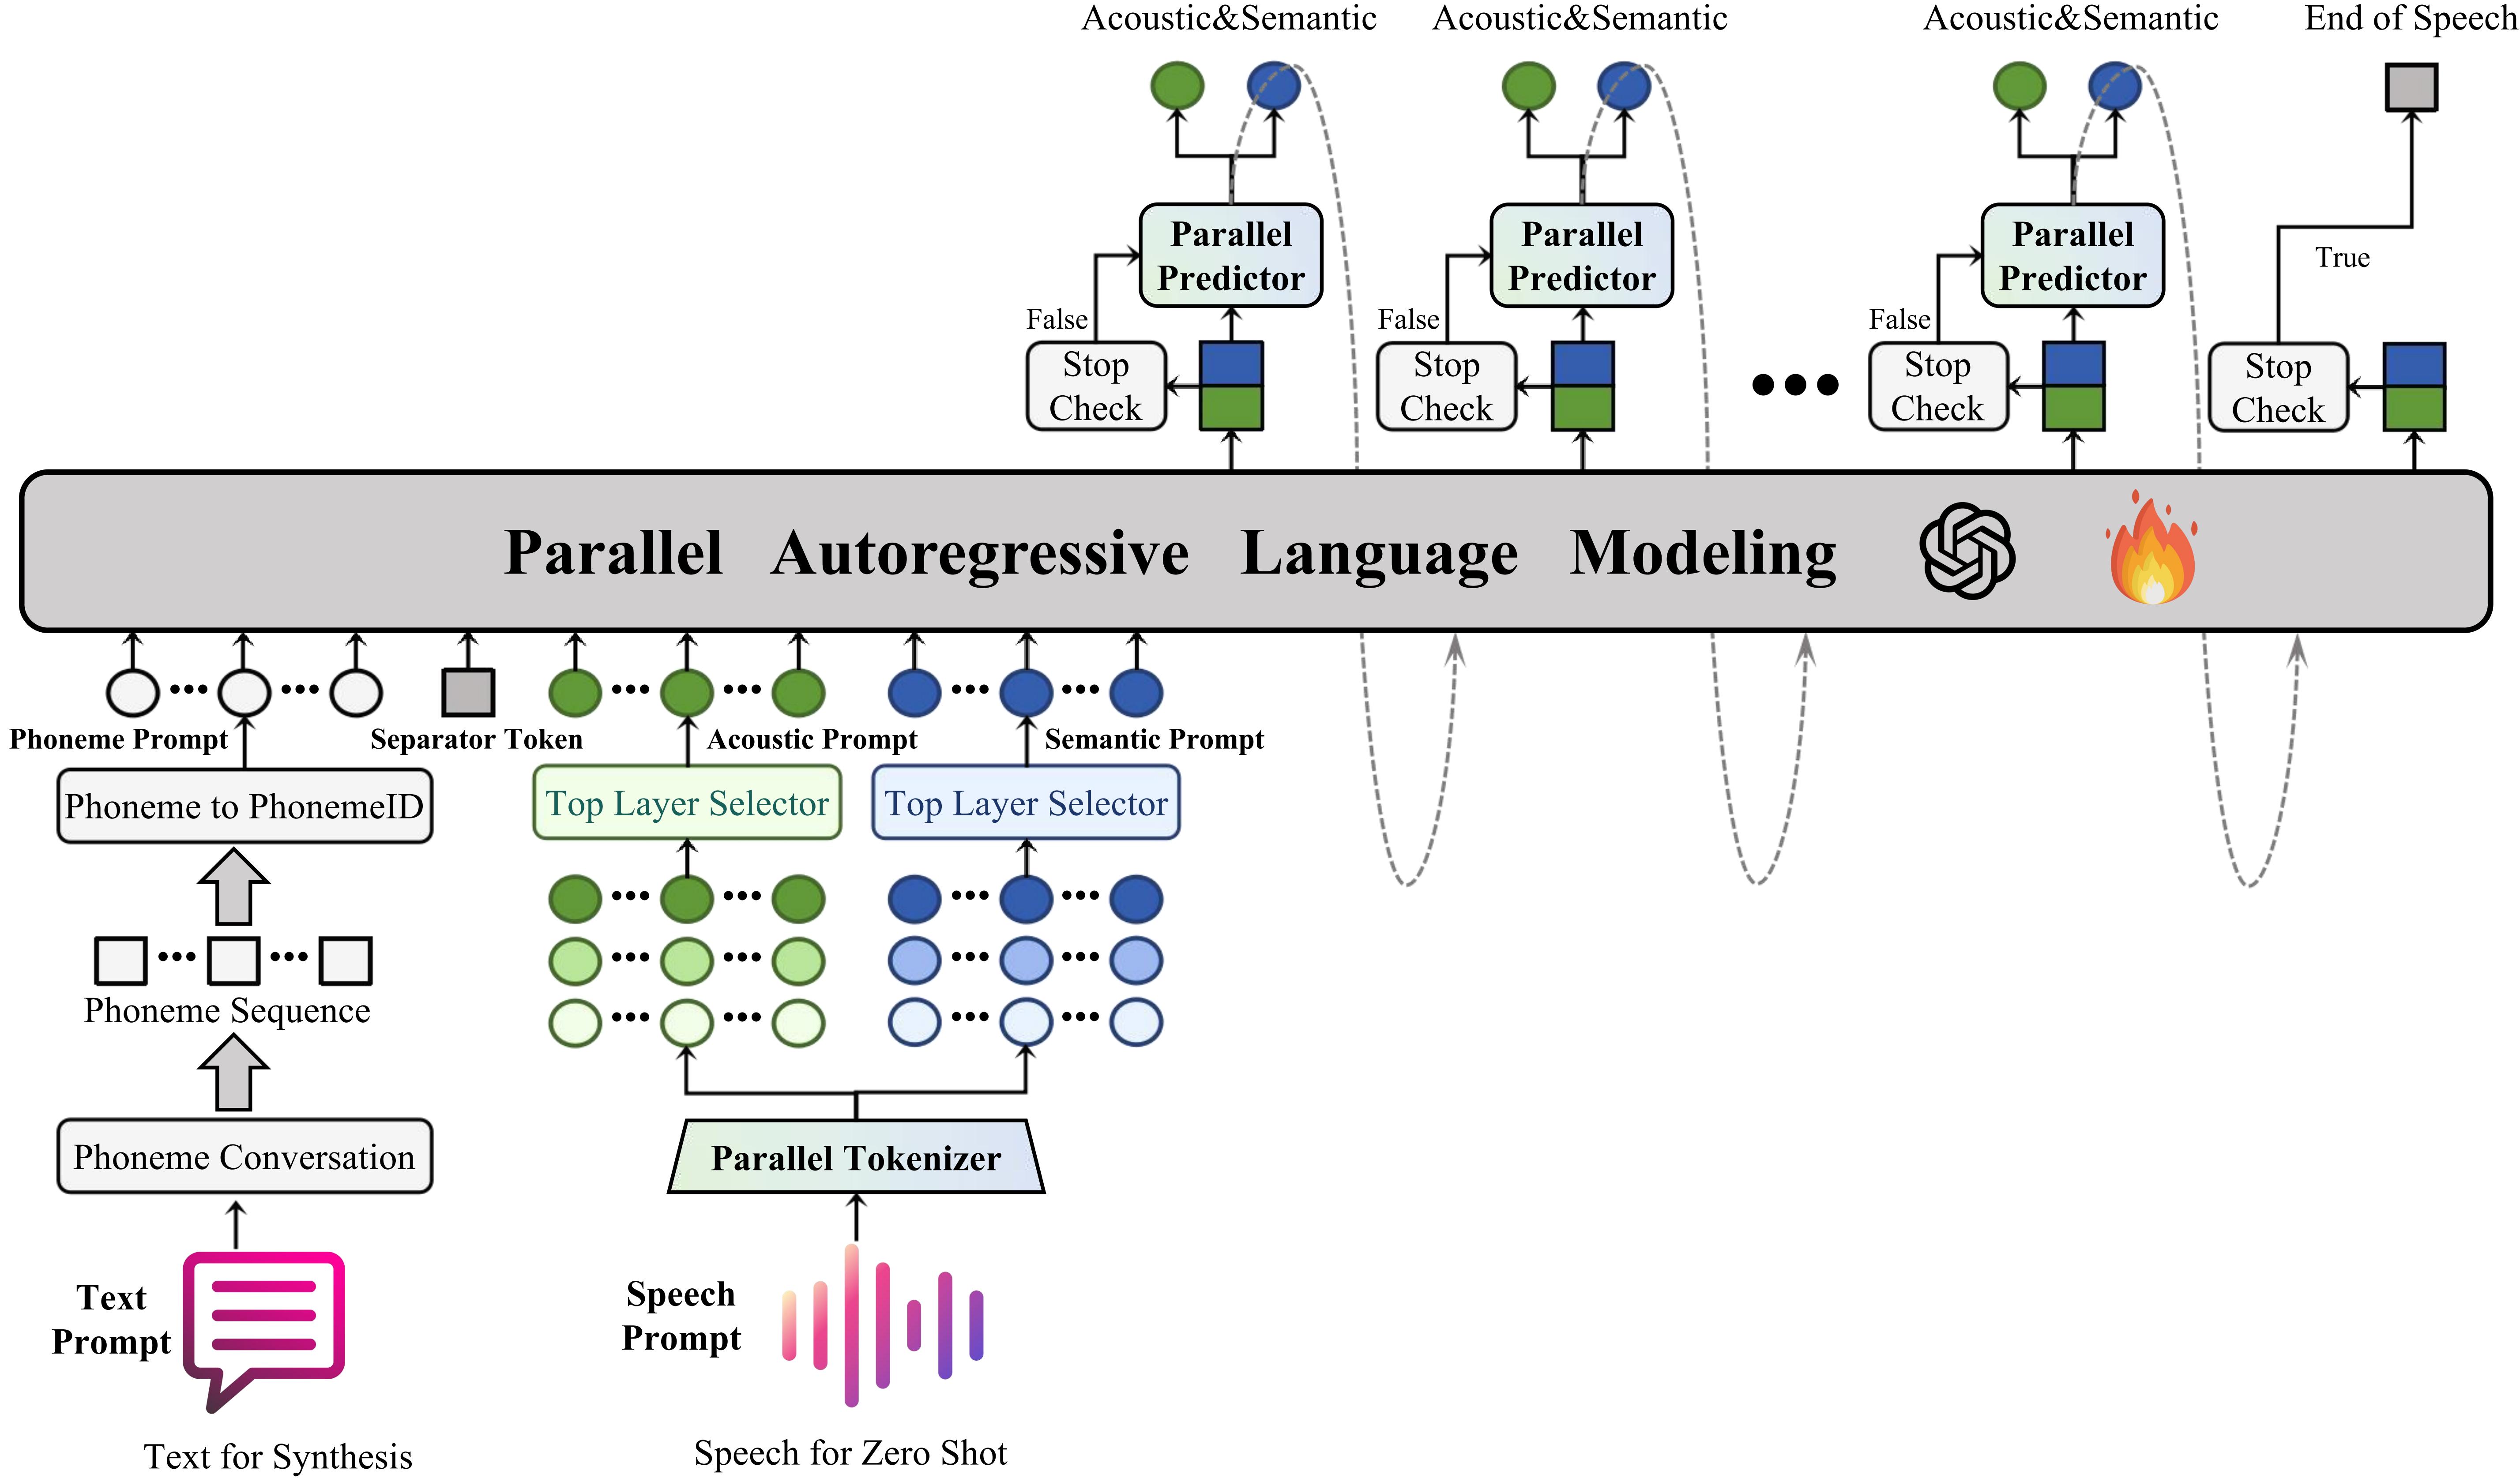 Acoustic&Semantic
Acoustic&Semantic
Acoustic&Semantic
End of Speech
Parallel
Predictor
Parallel
Predictor
Parallel
Predictor
True
False
False
False
Stop
Check
Stop
Check
Stop
Check
Stop
Check
Parallel Autoregressive Language Modeling
Phoneme Prompt
Separator Token
Acoustic Prompt
Semantic Prompt
Phoneme to PhonemeID
Top Layer Selector
Top Layer Selector
Phoneme Sequence
Phoneme Conversation
Parallel Tokenizer
Text
Prompt
Speech
Prompt
Text for Synthesis
Speech for Zero Shot